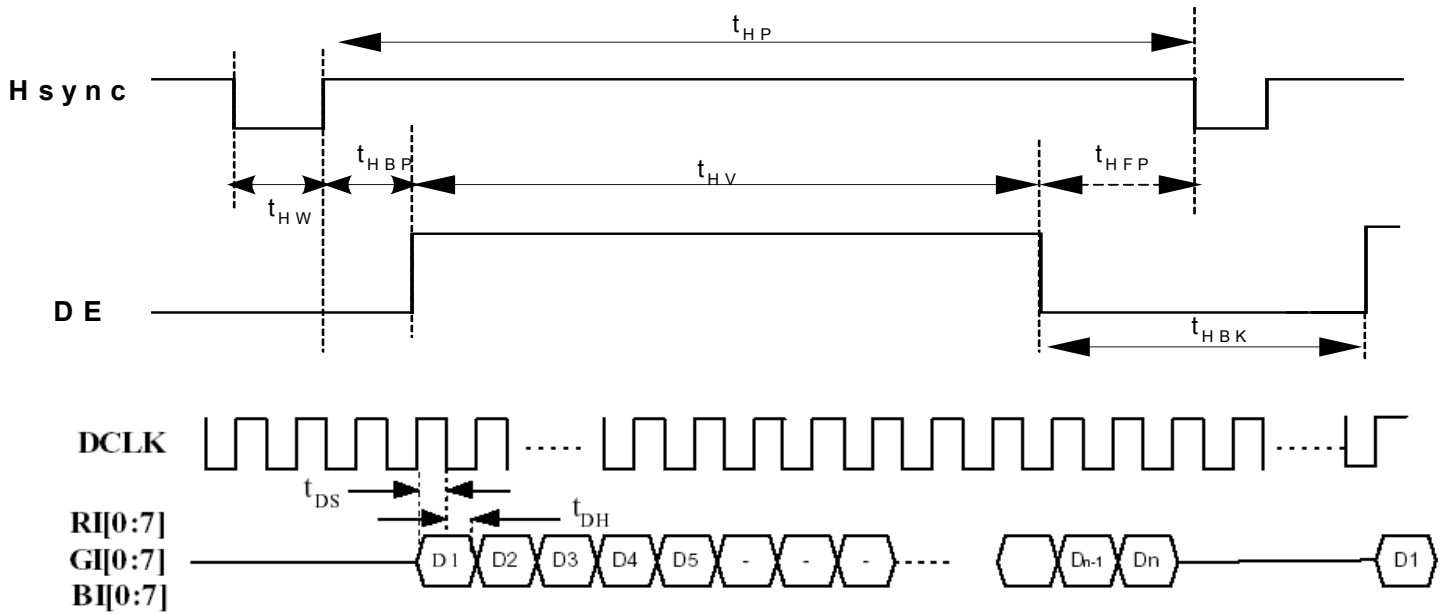 tHP
Hsync
tHBP
tHV
tHFP
tHW
DE
tHBK
DCLK
tDS
RI[0:7]
tDH
GI[0:7]
D1 D2 D3 D4 D5 - - - Dn-1 Dn D1
BI[0:7]